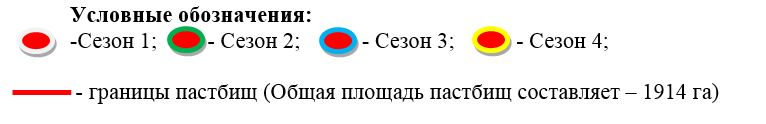 Условные обозначения:
-Сезон 1; - Сезон 2; - Сезон 3; - Сезон 4;
- границы пастбищ (Общая площадь пастбищ составляет – 1914 га)